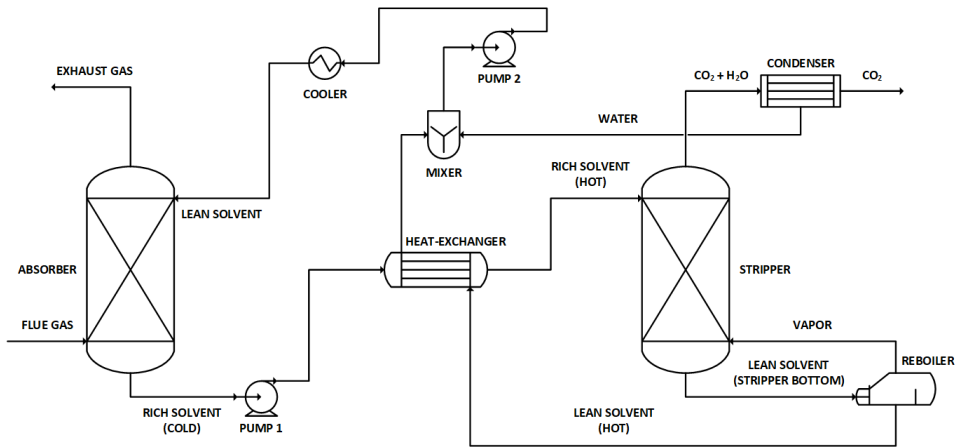 EXHAUST GAS
COOLER
PUMP 2
CONDENSER
CO₂ + H₂O
CO₂
WATER
MIXER
RICH SOLVENT
(HOT)
LEAN SOLVENT
HEAT-EXCHANGER
ABSORBER
STRIPPER
FLUE GAS
VAPOR
REBOILER
LEAN SOLVENT
(STRIPPER BOTTOM)
RICH SOLVENT
(COLD)
PUMP 1
LEAN SOLVENT
(HOT)